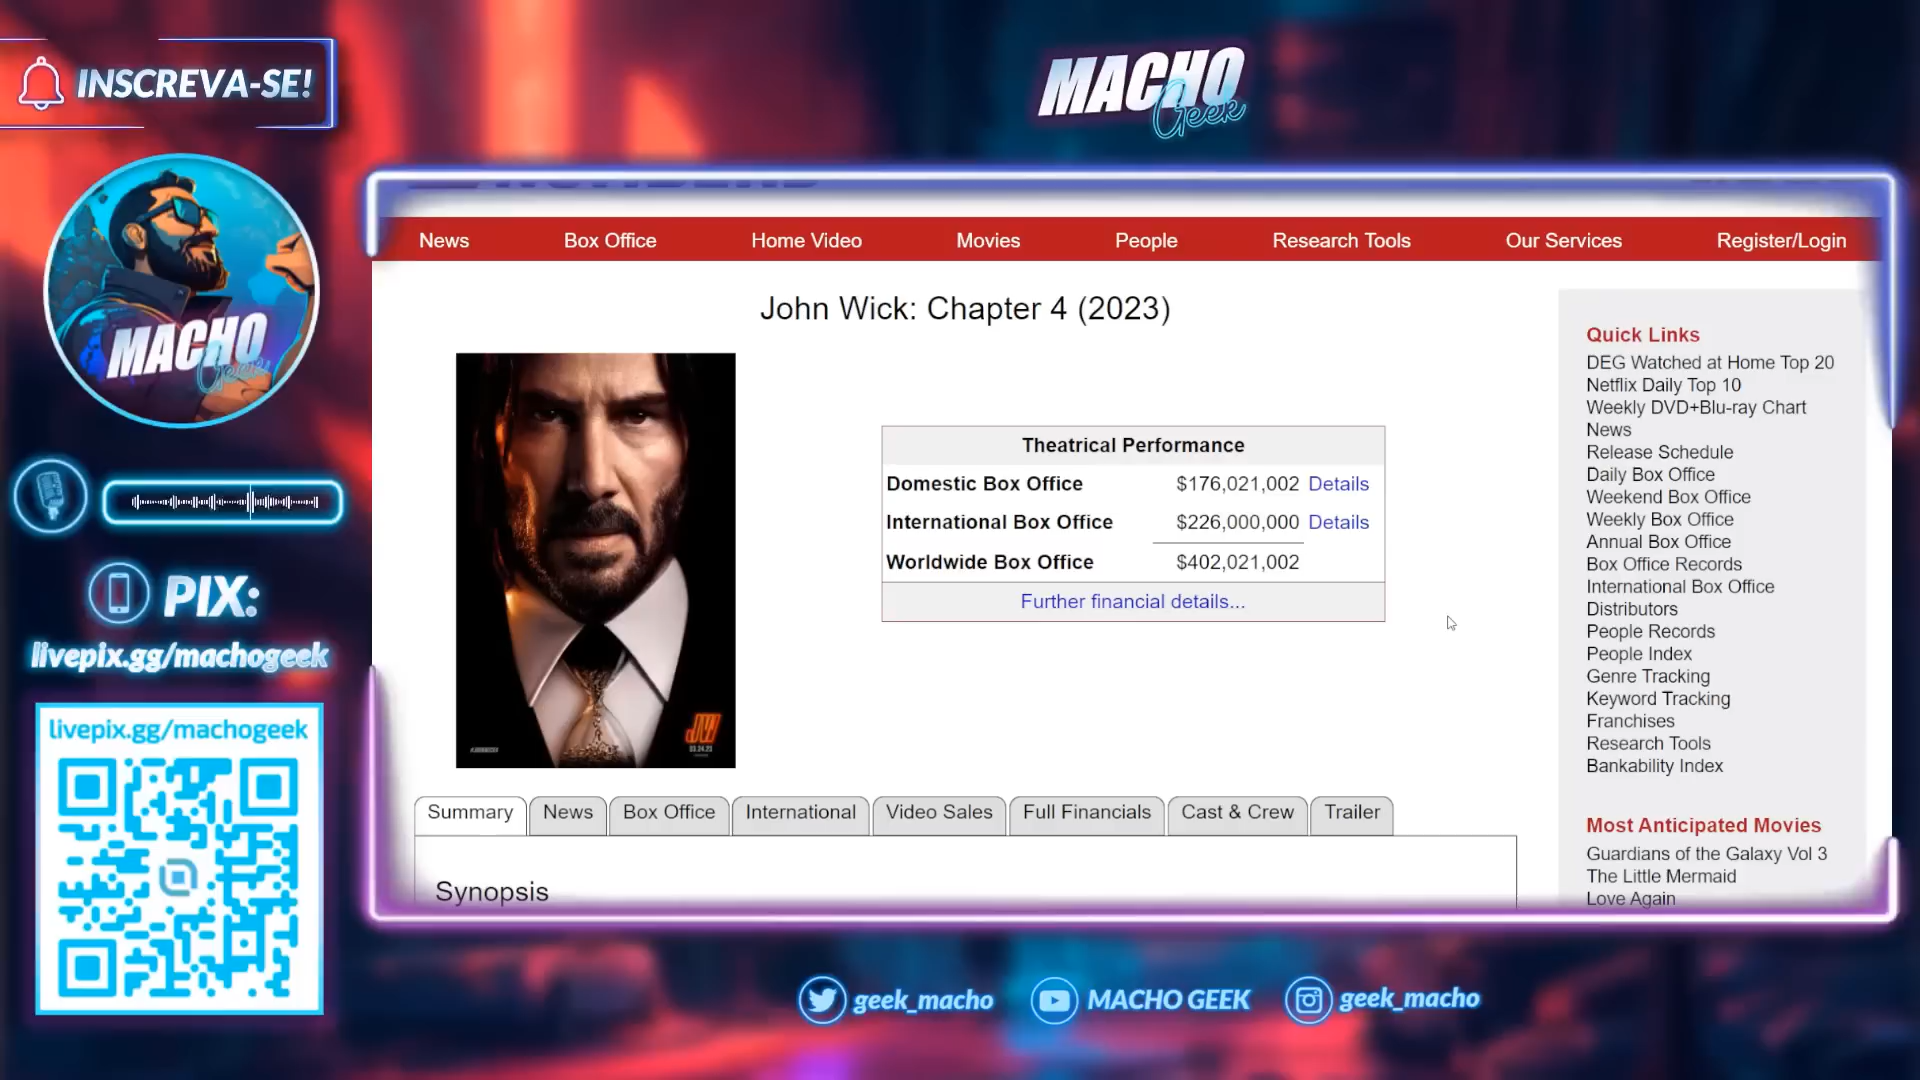 INSCREVA-SE!
MACHO
Geek
MACHO
Geek
PIX:
livepix.gg/machogeek
livepix.gg/machogeek
News Box Office Home Video Movies People Research Tools Our Services Register/Login
John Wick: Chapter 4 (2023)
JW
03.24.23
Theatrical Performance
Domestic Box Office $176,021,002 Details
International Box Office $226,000,000 Details
Worldwide Box Office $402,021,002
Further financial details...
Summary News Box Office International Video Sales Full Financials Cast & Crew Trailer
Synopsis
Quick Links
DEG Watched at Home Top 20
Netflix Daily Top 10
Weekly DVD+Blu-ray Chart
News
Release Schedule
Daily Box Office
Weekend Box Office
Weekly Box Office
Annual Box Office
Box Office Records
International Box Office
Distributors
People Records
People Index
Genre Tracking
Keyword Tracking
Franchises
Research Tools
Bankability Index
Most Anticipated Movies
Guardians of the Galaxy Vol 3
The Little Mermaid
Love Again
geek_macho MACHO GEEK geek_macho